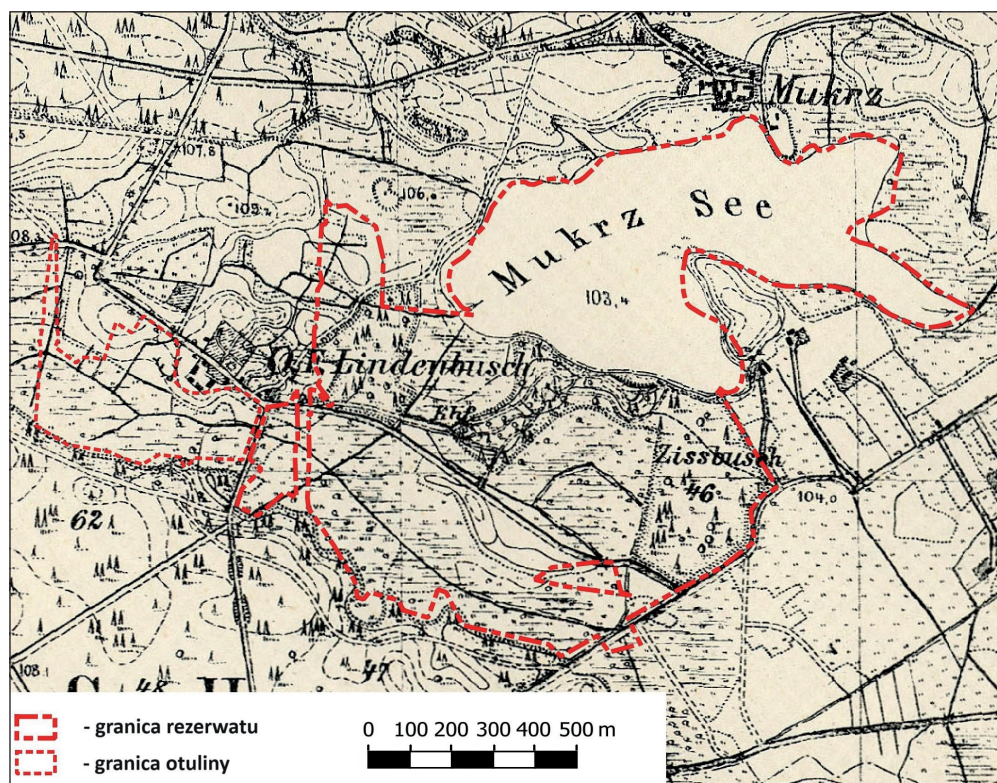 Mukrz
107,8
106,
109,
Mukrz See
103,4
O.F. Lindenbusch
Zissbusch
46
104,0
62
47
48
- granica rezerwatu
- granica otuliny
0 100 200 300 400 500 m